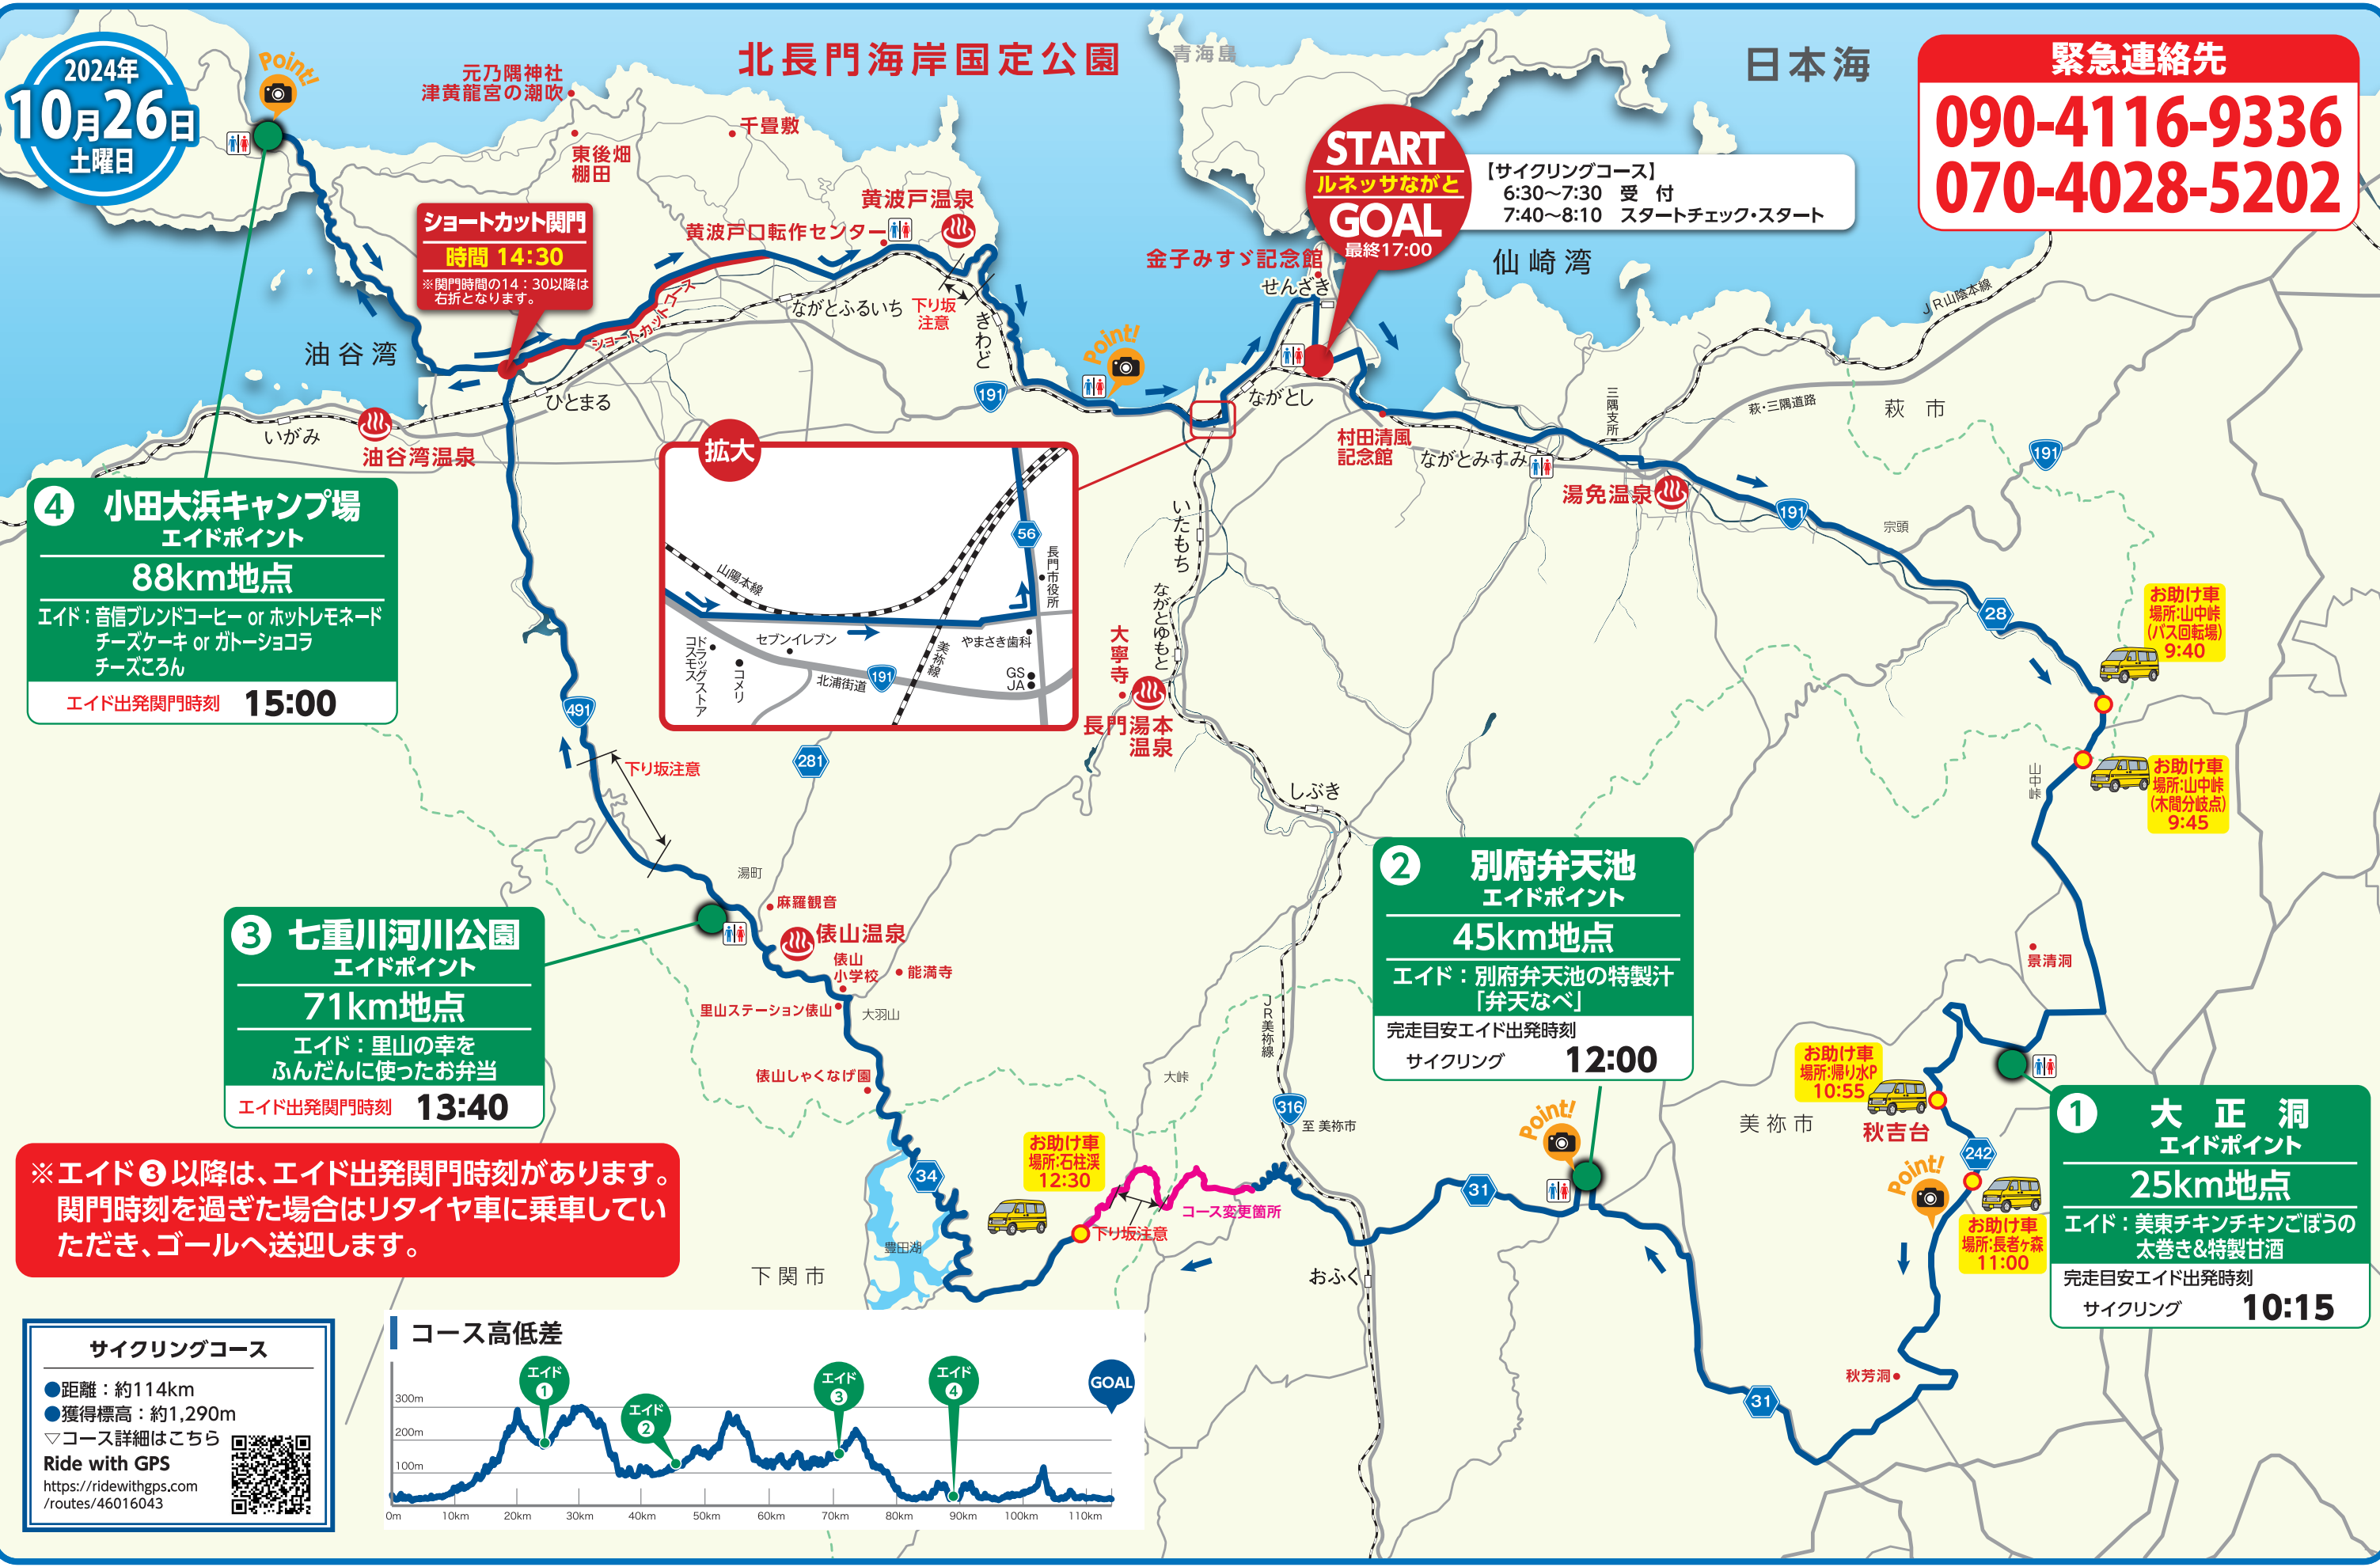 2024年
10月26日
土曜日
Point!
元乃隅神社
津黄龍宮の潮吹
北長門海岸国定公園
青海島
日本海
緊急連絡先
090-4116-9336
070-4028-5202
千畳敷
東後畑
棚田
START
ルネッサながと
GOAL
最終17:00
【サイクリングコース】
6:30〜7:30 受 付
7:40〜8:10 スタートチェック・スタート
黄波戸温泉
黄波戸口転作センター
ショートカット関門
時間 14:30
※関門時間の14：30以降は
右折となります。
金子みすゞ記念館
せんざき
仙崎湾
ショートカットコース
ながとふるいち
下り坂
注意
きわど
油谷湾
JR山陰本線
Point!
191
ひとまる
いがみ
油谷湾温泉
ながとし
村田清風
記念館
ながとみすみ
三隅支所
萩・三隅道路
萩 市
191
湯免温泉
191
宗頭
拡大
56
長門市役所
山陽本線
セブンイレブン
やまさき歯科
ドラッグストア
コスモス
コメリ
北浦街道
191
美祢線
GS
JA
いたもち
ながとゆもと
大寧寺
長門湯本
温泉
4 小田大浜キャンプ場
エイドポイント
88km地点
エイド：音信ブレンドコーヒー or ホットレモネード
チーズケーキ or ガトーショコラ
チーズころん
エイド出発関門時刻 15:00
28
お助け車
場所:山中峠
(バス回転場)
9:40
お助け車
場所:山中峠
(木間分岐点)
9:45
山中峠
491
下り坂注意
281
しぶき
湯町
麻羅観音
俵山温泉
俵山
小学校
能満寺
里山ステーション俵山
大羽山
俵山しゃくなげ園
3 七重川河川公園
エイドポイント
71km地点
エイド：里山の幸を
ふんだんに使ったお弁当
エイド出発関門時刻 13:40
2 別府弁天池
エイドポイント
45km地点
エイド：別府弁天池の特製汁
「弁天なべ」
完走目安エイド出発時刻
サイクリング 12:00
景清洞
JR美祢線
大峠
316
至 美祢市
お助け車
場所:帰り水P
10:55
美祢市
秋吉台
242
Point!
お助け車
場所:長者ヶ森
11:00
1 大 正 洞
エイドポイント
25km地点
エイド：美東チキンチキンごぼうの
太巻き&特製甘酒
完走目安エイド出発時刻
サイクリング 10:15
Point!
31
※エイド3以降は、エイド出発関門時刻があります。
関門時刻を過ぎた場合はリタイヤ車に乗車してい
ただき、ゴールへ送迎します。
34
お助け車
場所:石柱渓
12:30
コース変更箇所
下り坂注意
豊田湖
下関市
おふく
秋芳洞
31
サイクリングコース
●距離：約114km
●獲得標高：約1,290m
▽コース詳細はこちら
Ride with GPS
https://ridewithgps.com
/routes/46016043
コース高低差
エイド
1
エイド
2
エイド
3
エイド
4
GOAL
300m
200m
100m
0m 10km 20km 30km 40km 50km 60km 70km 80km 90km 100km 110km